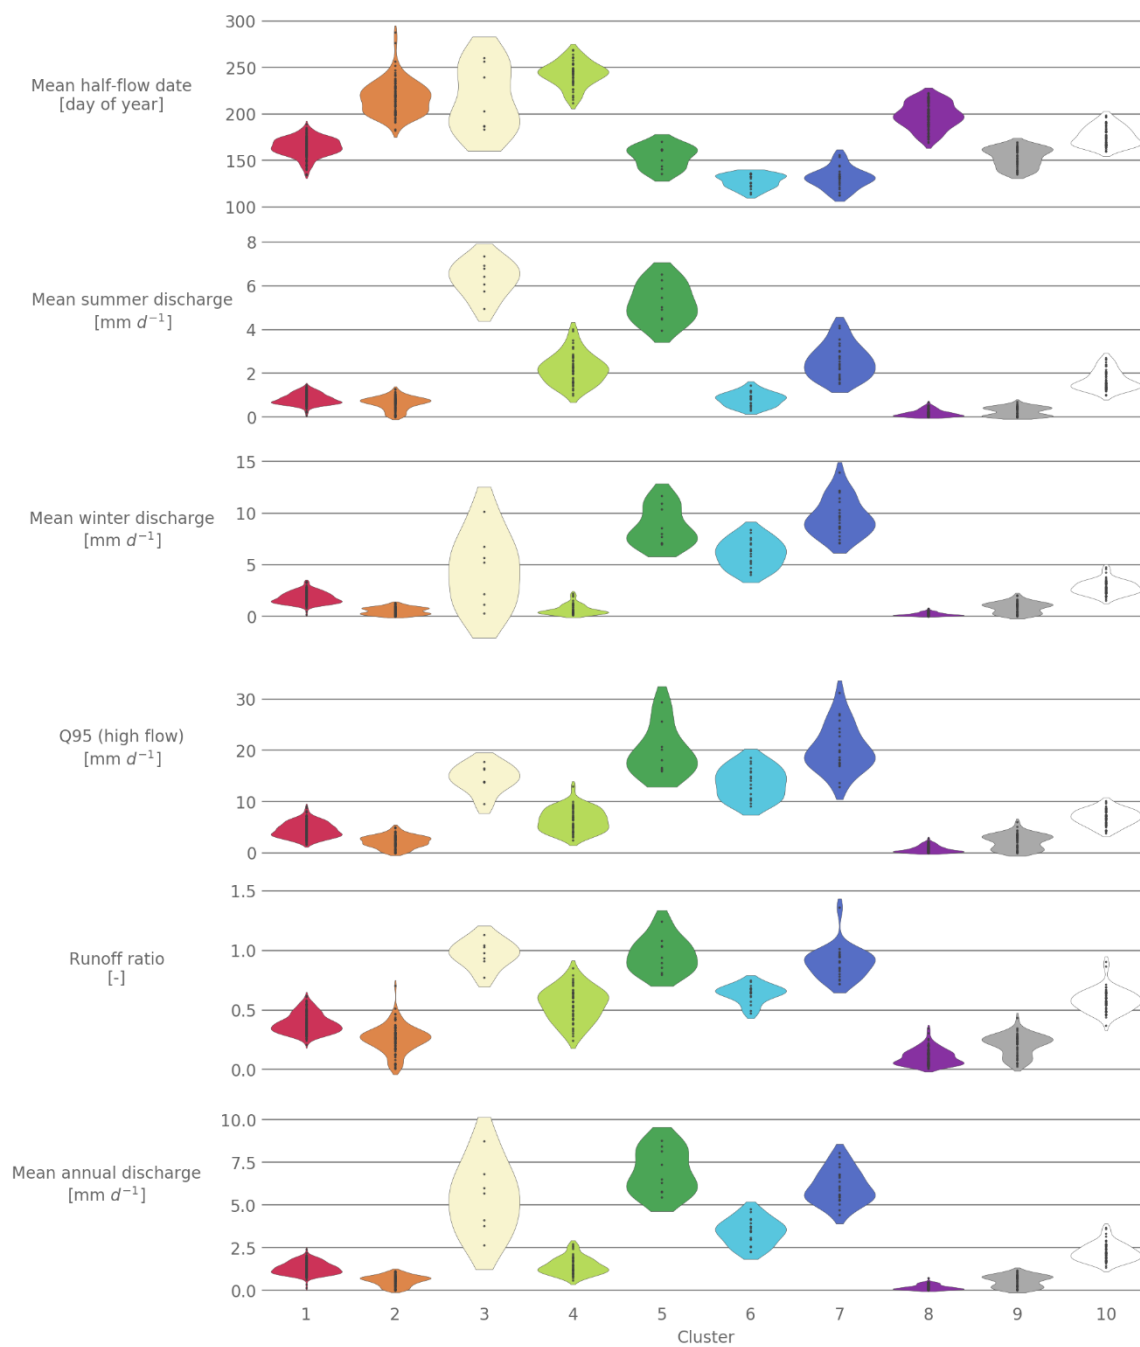 300
250
200
150
100
Mean half-flow date
[day of year]
8
6
4
2
0
Mean summer discharge
[mm d⁻¹]
15
10
5
0
Mean winter discharge
[mm d⁻¹]
30
20
10
0
Q95 (high flow)
[mm d⁻¹]
1.5
1.0
0.5
0.0
Runoff ratio
[-]
10.0
7.5
5.0
2.5
0.0
Mean annual discharge
[mm d⁻¹]
1 2 3 4 5 6 7 8 9 10
Cluster